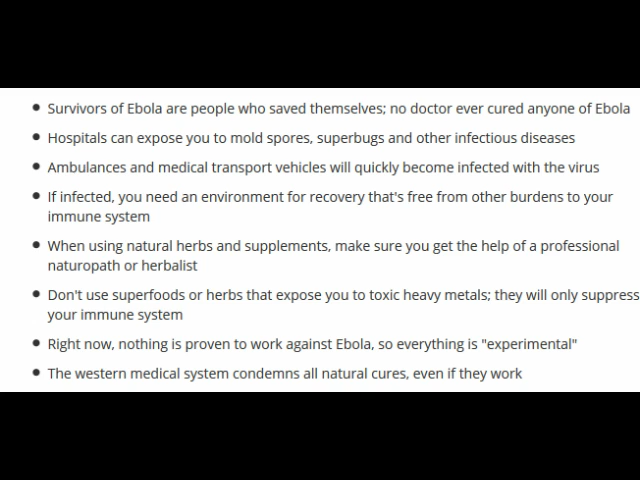 • Survivors of Ebola are people who saved themselves; no doctor ever cured anyone of Ebola
• Hospitals can expose you to mold spores, superbugs and other infectious diseases
• Ambulances and medical transport vehicles will quickly become infected with the virus
• If infected, you need an environment for recovery that's free from other burdens to your
immune system
• When using natural herbs and supplements, make sure you get the help of a professional
naturopath or herbalist
• Don't use superfoods or herbs that expose you to toxic heavy metals; they will only suppress
your immune system
• Right now, nothing is proven to work against Ebola, so everything is "experimental"
• The western medical system condemns all natural cures, even if they work